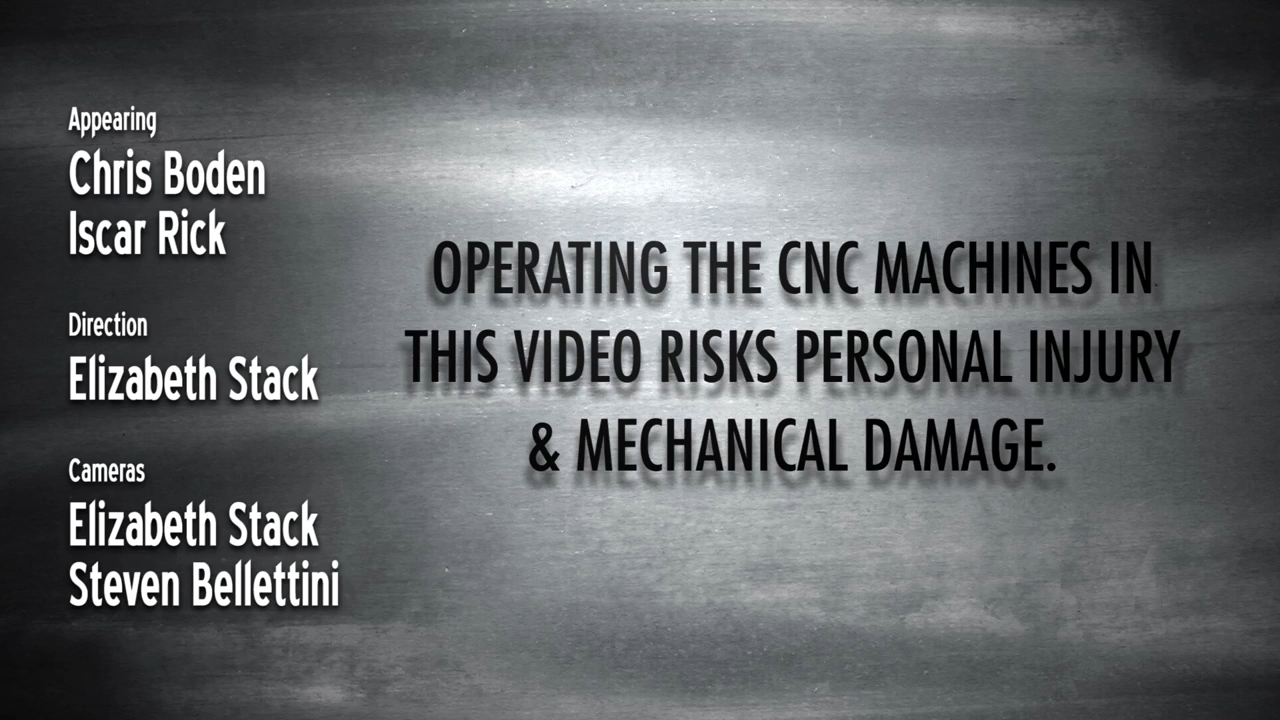 Appearing
Chris Boden
Iscar Rick
Direction
Elizabeth Stack
Cameras
Elizabeth Stack
Steven Bellettini
OPERATING THE CNC MACHINES IN
THIS VIDEO RISKS PERSONAL INJURY
& MECHANICAL DAMAGE.